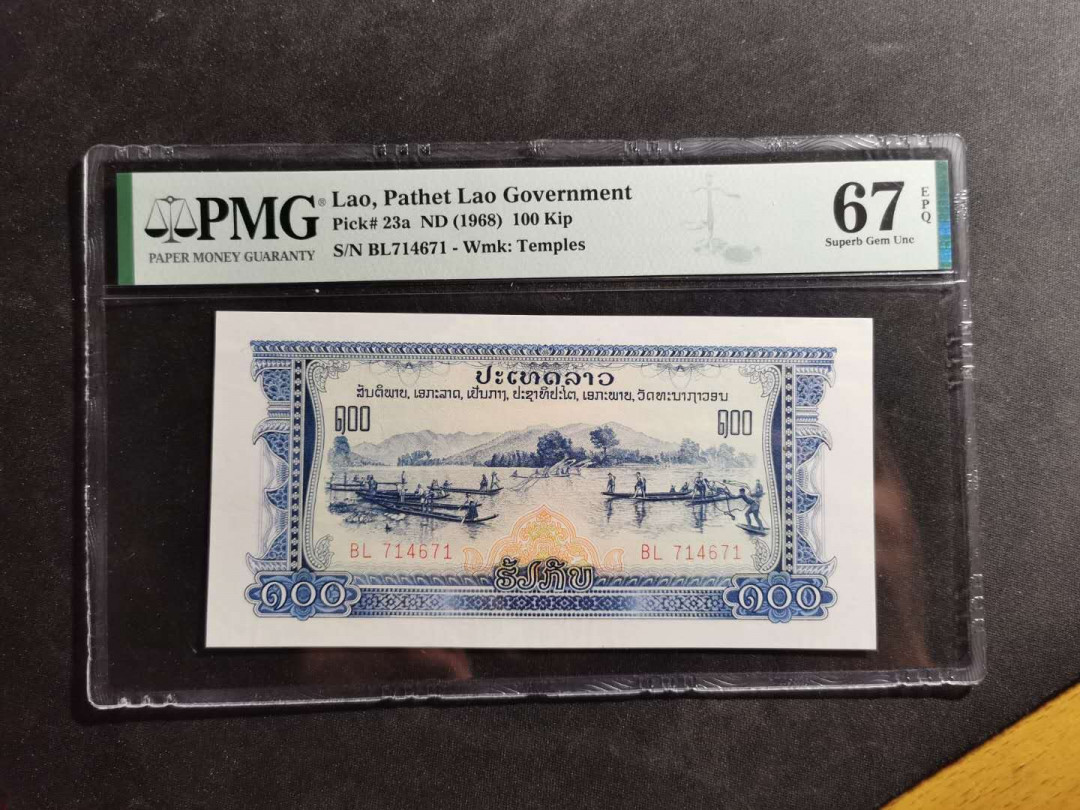 PMG®
PAPER MONEY GUARANTY
Lao, Pathet Lao Government
Pick# 23a ND (1968) 100 Kip
S/N BL714671 - Wmk: Temples
67
EPQ
Superb Gem Unc
ປະເທດລາວ
ສັນຕິພາບ, ເອກະລາດ, ເປັນກາງ, ປະຊາທິປະໄຕ, ເອກະພາບ, ວັດທະນາຖາວອນ
໑໐໐ ໑໐໐
BL 714671 BL 714671
ຮ້ອຍກີບ
໑໐໐ ໑໐໐